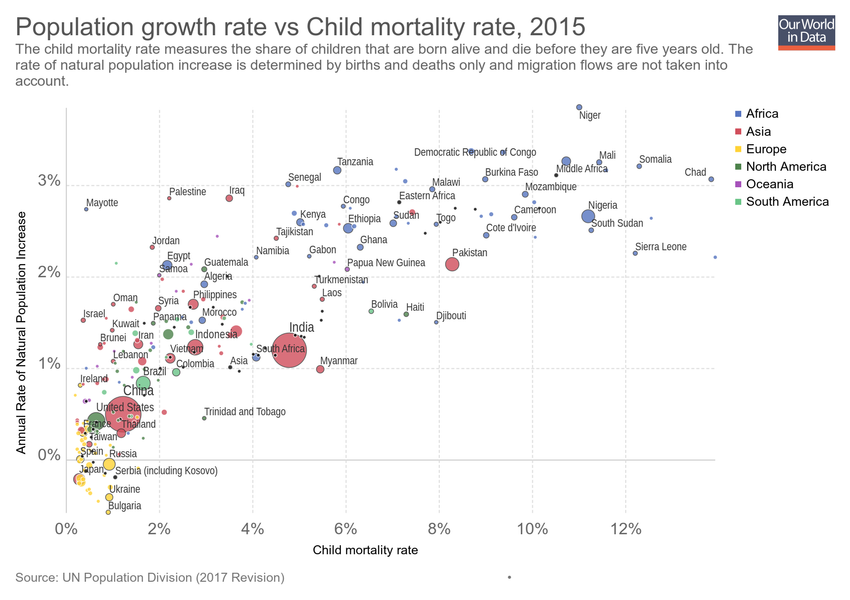 Population growth rate vs Child mortality rate, 2015
Our World
in Data
The child mortality rate measures the share of children that are born alive and die before they are five years old. The
rate of natural population increase is determined by births and deaths only and migration flows are not taken into
account.
Niger
Africa
Asia
Europe
North America
Oceania
South America
Democratic Republic of Congo
Mali
Tanzania
Somalia
Middle Africa
Burkina Faso
Chad
Senegal
Malawi
3%
Mozambique
Palestine
Iraq
Eastern Africa
Mayotte
Congo
Cameroon
Nigeria
Kenya
Ethiopia
Sudan
Togo
South Sudan
Tajikistan
Cote d'Ivoire
Jordan
Ghana
Sierra Leone
Namibia
Gabon
Pakistan
Egypt
Guatemala
Papua New Guinea
Samoa
2%
Algeria
Turkmenistan
Oman
Syria
Philippines
Laos
Bolivia
Haiti
Israel
Panama
Morocco
Djibouti
Kuwait
India
Brunei
Iran
Indonesia
Lebanon
Vietnam
South Africa
1%
Brazil
Colombia
Asia
Myanmar
Ireland
China
United States
Trinidad and Tobago
France
Thailand
Taiwan
Spain
Russia
0%
Japan
Serbia (including Kosovo)
Ukraine
Bulgaria
Annual Rate of Natural Population Increase
0%
2%
4%
6%
8%
10%
12%
Child mortality rate
Source: UN Population Division (2017 Revision)